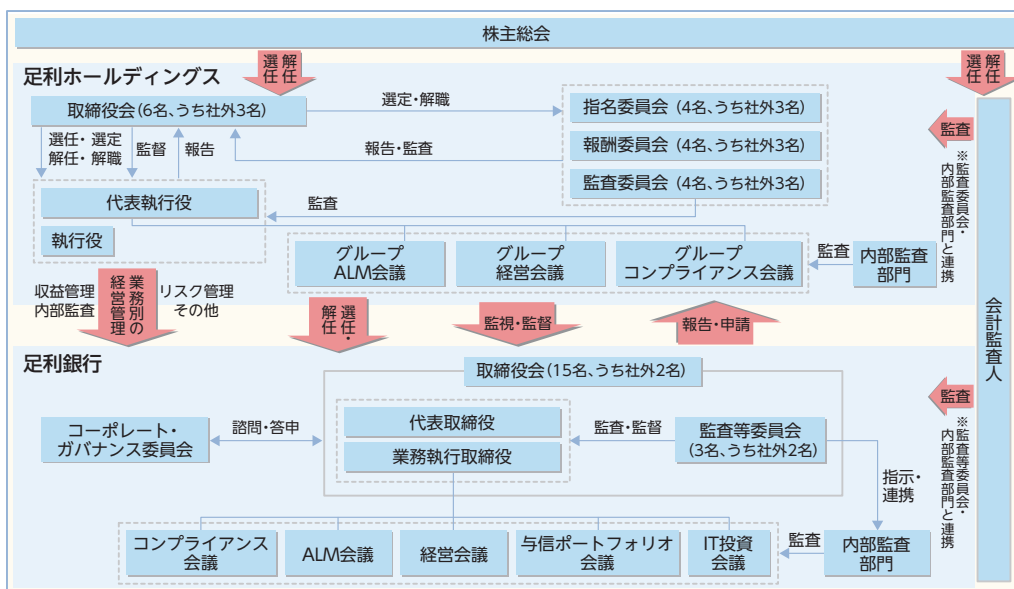 株主総会
選任
解任
選任
解任
足利ホールディングス
取締役会(6名、うち社外3名)
選定・解職
報告・監査
指名委員会(4名、うち社外3名)
報酬委員会(4名、うち社外3名)
監査委員会(4名、うち社外3名)
監査
※監査委員会・
内部監査部門と連携
選任・選定
解任・解職
監督
報告
代表執行役
執行役
監査
グループ
ALM会議
グループ
経営会議
グループ
コンプライアンス会議
監査
内部監査
部門
会計監査人
収益管理
内部監査
業務別の
経営管理
リスク管理
その他
選任・
解任
監視・監督
報告・申請
足利銀行
取締役会(15名、うち社外2名)
コーポレート・
ガバナンス委員会
諮問・答申
代表取締役
業務執行取締役
監査・監督
監査等委員会
(3名、うち社外2名)
監査
※監査等委員会・
内部監査部門と連携
指示・
連携
コンプライアンス
会議
ALM会議
経営会議
与信ポートフォリオ
会議
IT投資
会議
監査
内部監査
部門